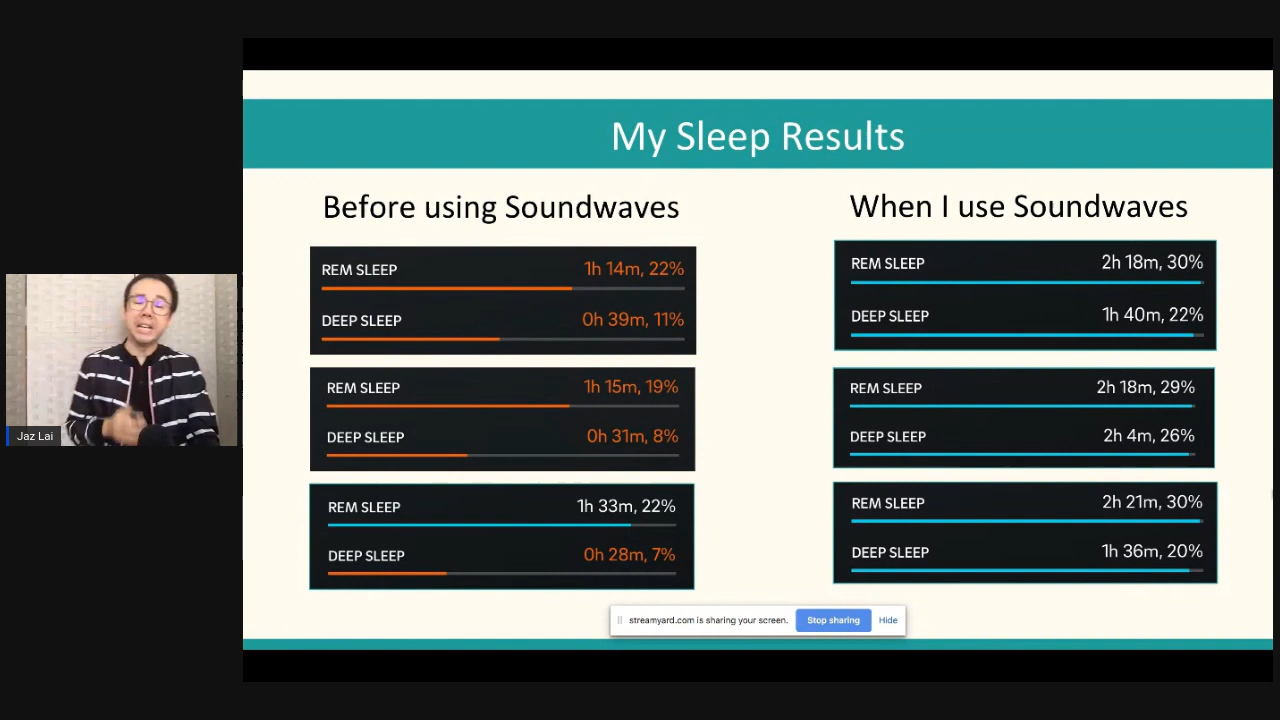 My Sleep Results
Before using Soundwaves
When I use Soundwaves
REM SLEEP 1h 14m, 22%
DEEP SLEEP 0h 39m, 11%
REM SLEEP 1h 15m, 19%
DEEP SLEEP 0h 31m, 8%
REM SLEEP 1h 33m, 22%
DEEP SLEEP 0h 28m, 7%
REM SLEEP 2h 18m, 30%
DEEP SLEEP 1h 40m, 22%
REM SLEEP 2h 18m, 29%
DEEP SLEEP 2h 4m, 26%
REM SLEEP 2h 21m, 30%
DEEP SLEEP 1h 36m, 20%
Jaz Lai
streamyard.com is sharing your screen. Stop sharing Hide